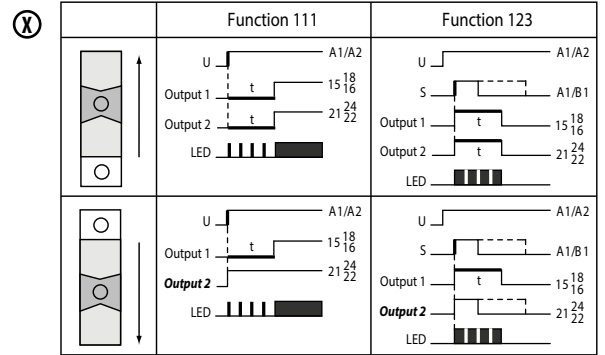 X
Function 111 Function 123
U A1/A2
Output 1 t 15 18 16
Output 2 t 21 24 22
LED
U A1/A2
S A1/B1
Output 1 t 15 18 16
Output 2 t 21 24 22
LED
U A1/A2
Output 1 t 15 18 16
Output 2 21 24 22
LED
U A1/A2
S A1/B1
Output 1 t 15 18 16
Output 2 21 24 22
LED